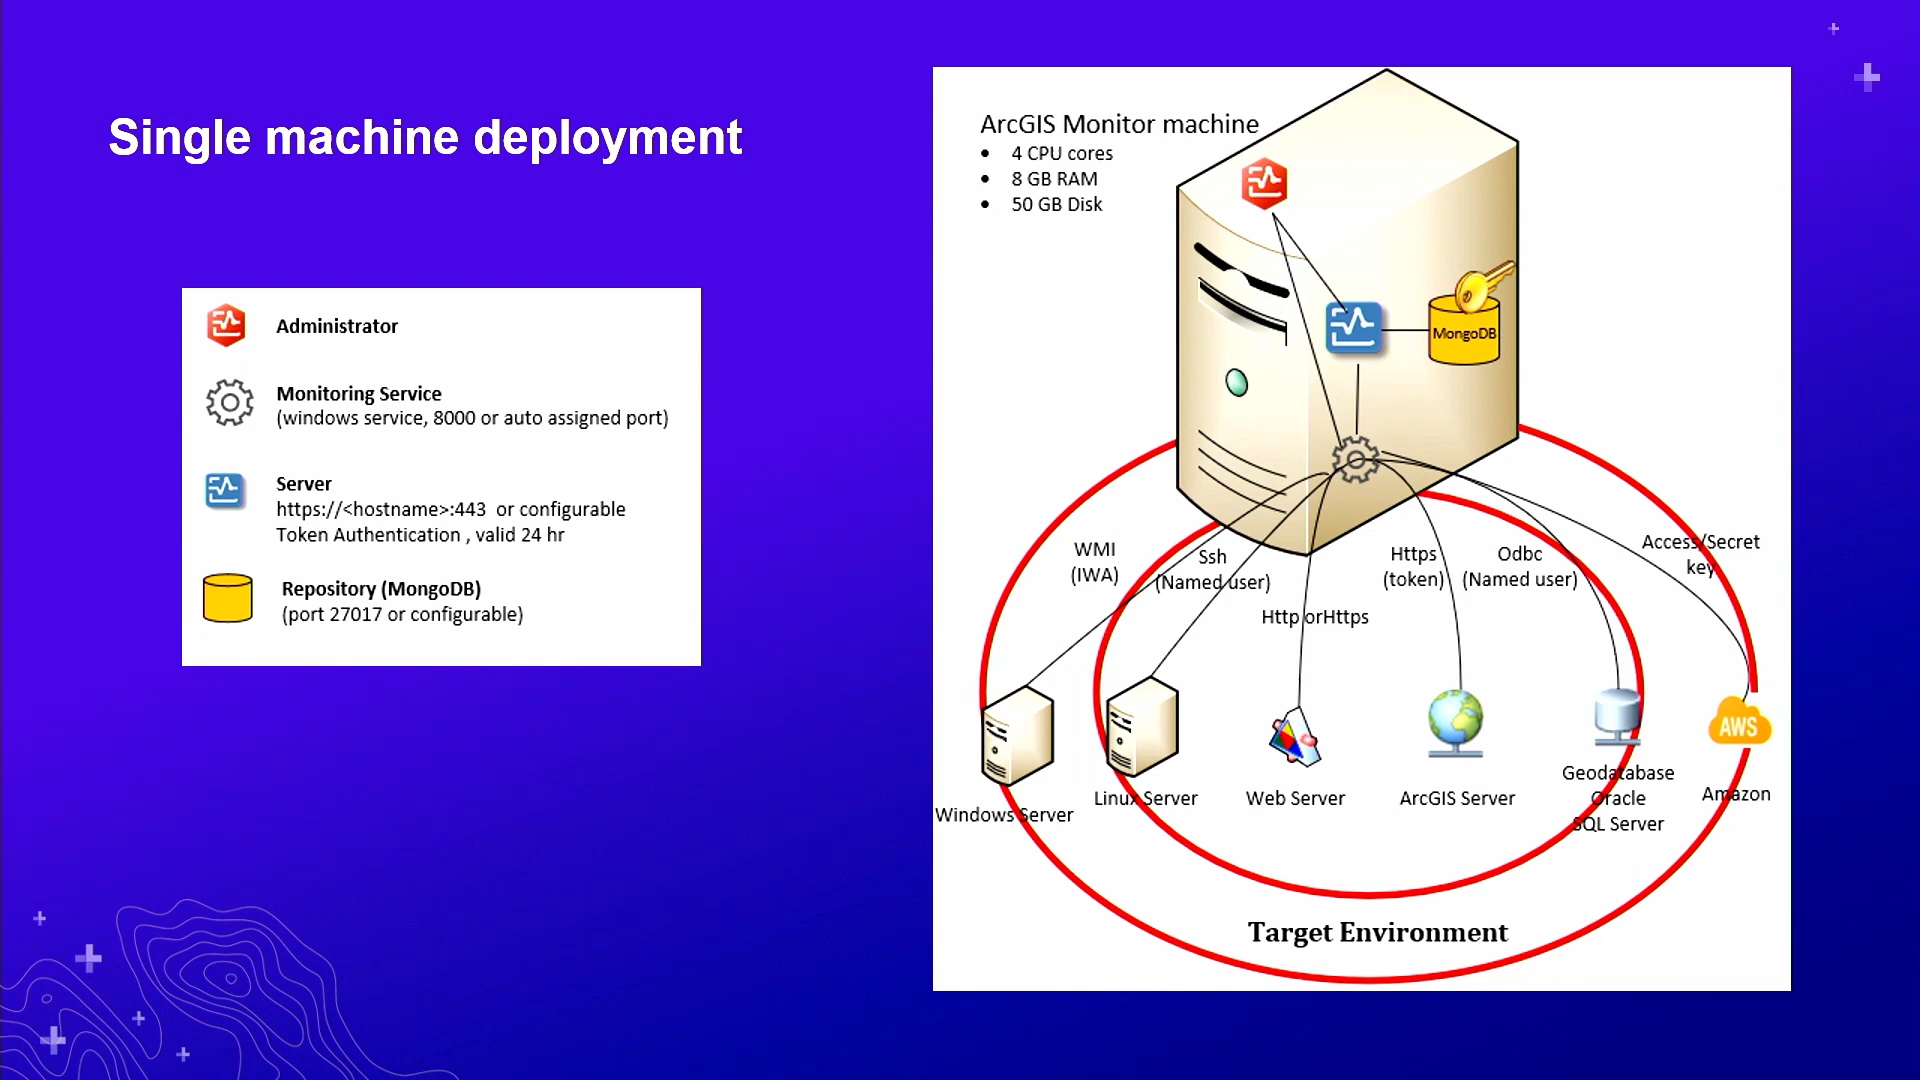 Single machine deployment
Administrator
Monitoring Service
(windows service, 8000 or auto assigned port)
Server
https://<hostname>:443 or configurable
Token Authentication , valid 24 hr
Repository (MongoDB)
(port 27017 or configurable)
ArcGIS Monitor machine
• 4 CPU cores
• 8 GB RAM
• 50 GB Disk
MongoDB
WMI
(IWA)
Ssh
(Named user)
Http orHttps
Https
(token)
Odbc
(Named user)
Access/Secret
key
AWS
Windows Server
Linux Server
Web Server
ArcGIS Server
Geodatabase
Oracle
SQL Server
Amazon
Target Environment